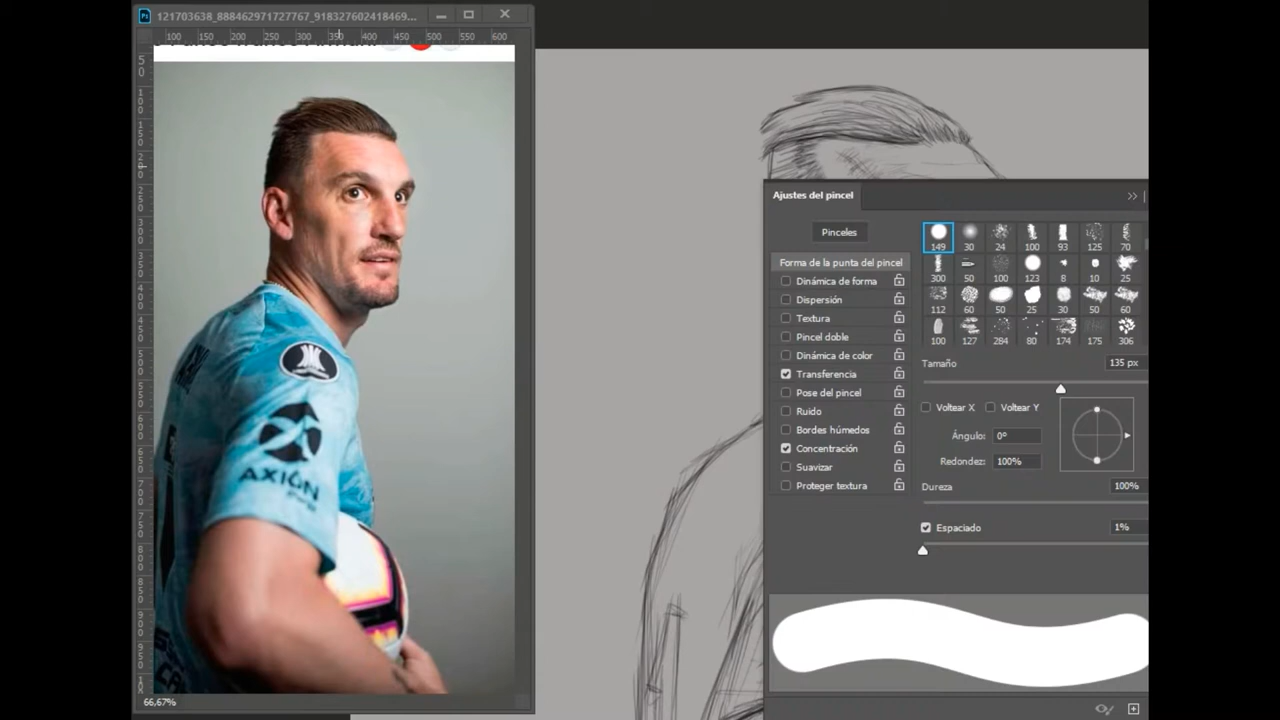 121703638_888462971727767_918327602418469...
100 150 200 250 300 350 400 450 500 550 600
AXIÓN
66,67%
Ajustes del pincel
Pinceles
Forma de la punta del pincel
Dinámica de forma
Dispersión
Textura
Pincel doble
Dinámica de color
Transferencia
Pose del pincel
Ruido
Bordes húmedos
Concentración
Suavizar
Proteger textura
149 30 24 100 93 125 70
300 50 100 123 8 10 25
112 60 50 25 30 50 60
100 127 284 80 174 175 306
Tamaño 135 px
Voltear X Voltear Y
Ángulo: 0°
Redondez: 100%
Dureza 100%
Espaciado 1%